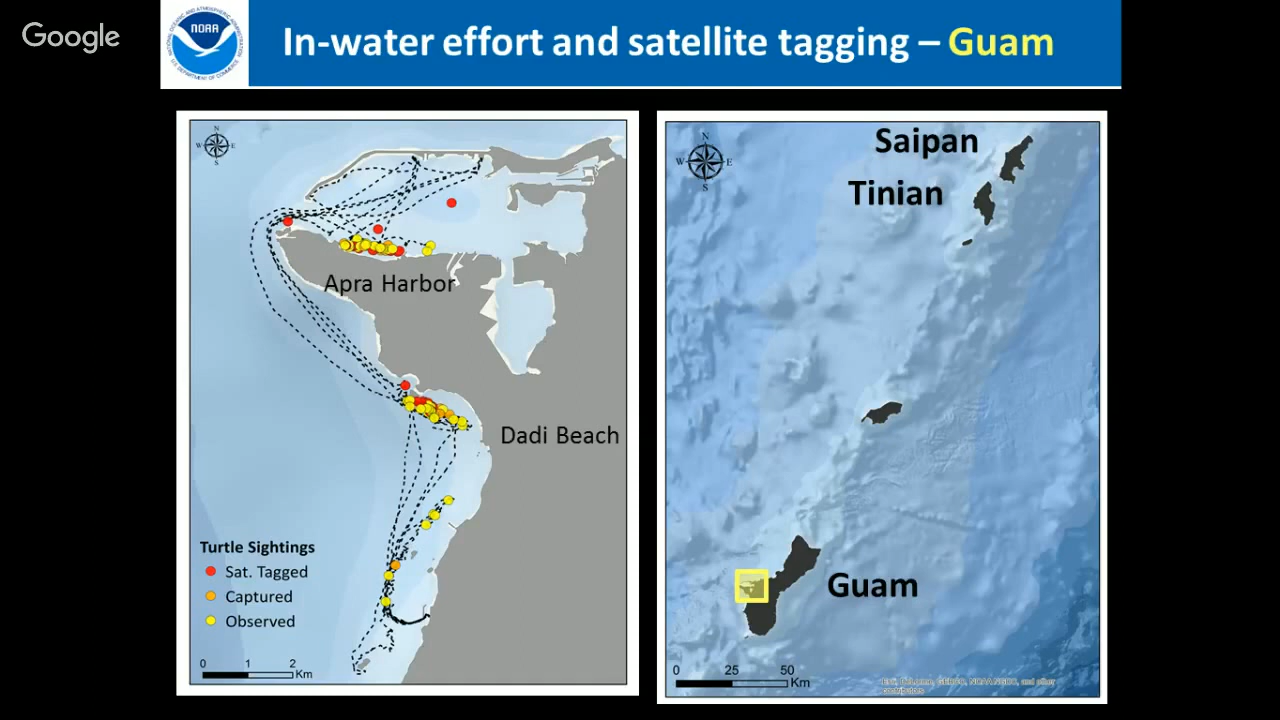 Google
NOAA
In-water effort and satellite tagging – Guam
N
W E
S
Apra Harbor
Dadi Beach
Turtle Sightings
Sat. Tagged
Captured
Observed
0 1 2
Km
N
W E
S
Saipan
Tinian
Guam
0 25 50
Km